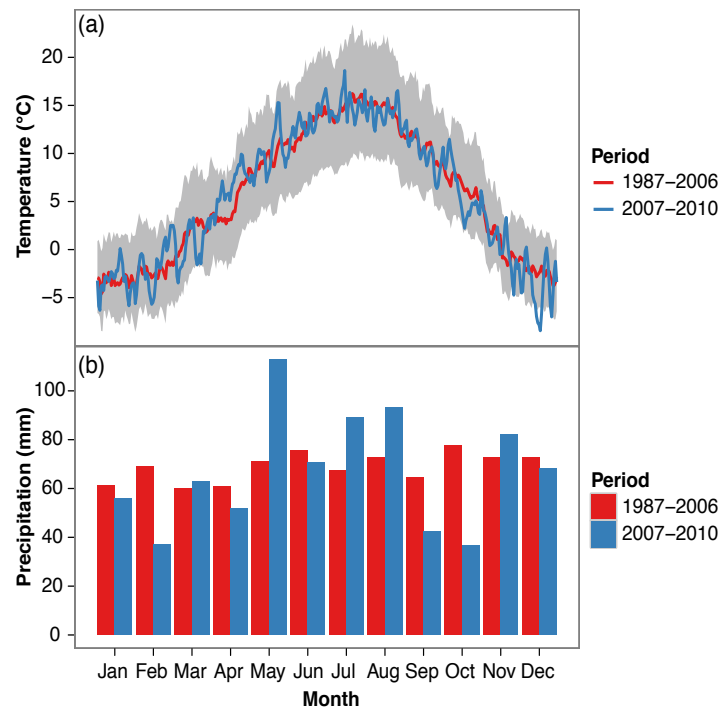 (a)
20
15
10
5
0
−5
Temperature (°C)
Period
1987−2006
2007−2010
(b)
100
80
60
40
20
0
Precipitation (mm)
Period
1987−2006
2007−2010
Jan Feb Mar Apr May Jun Jul Aug Sep Oct Nov Dec
Month